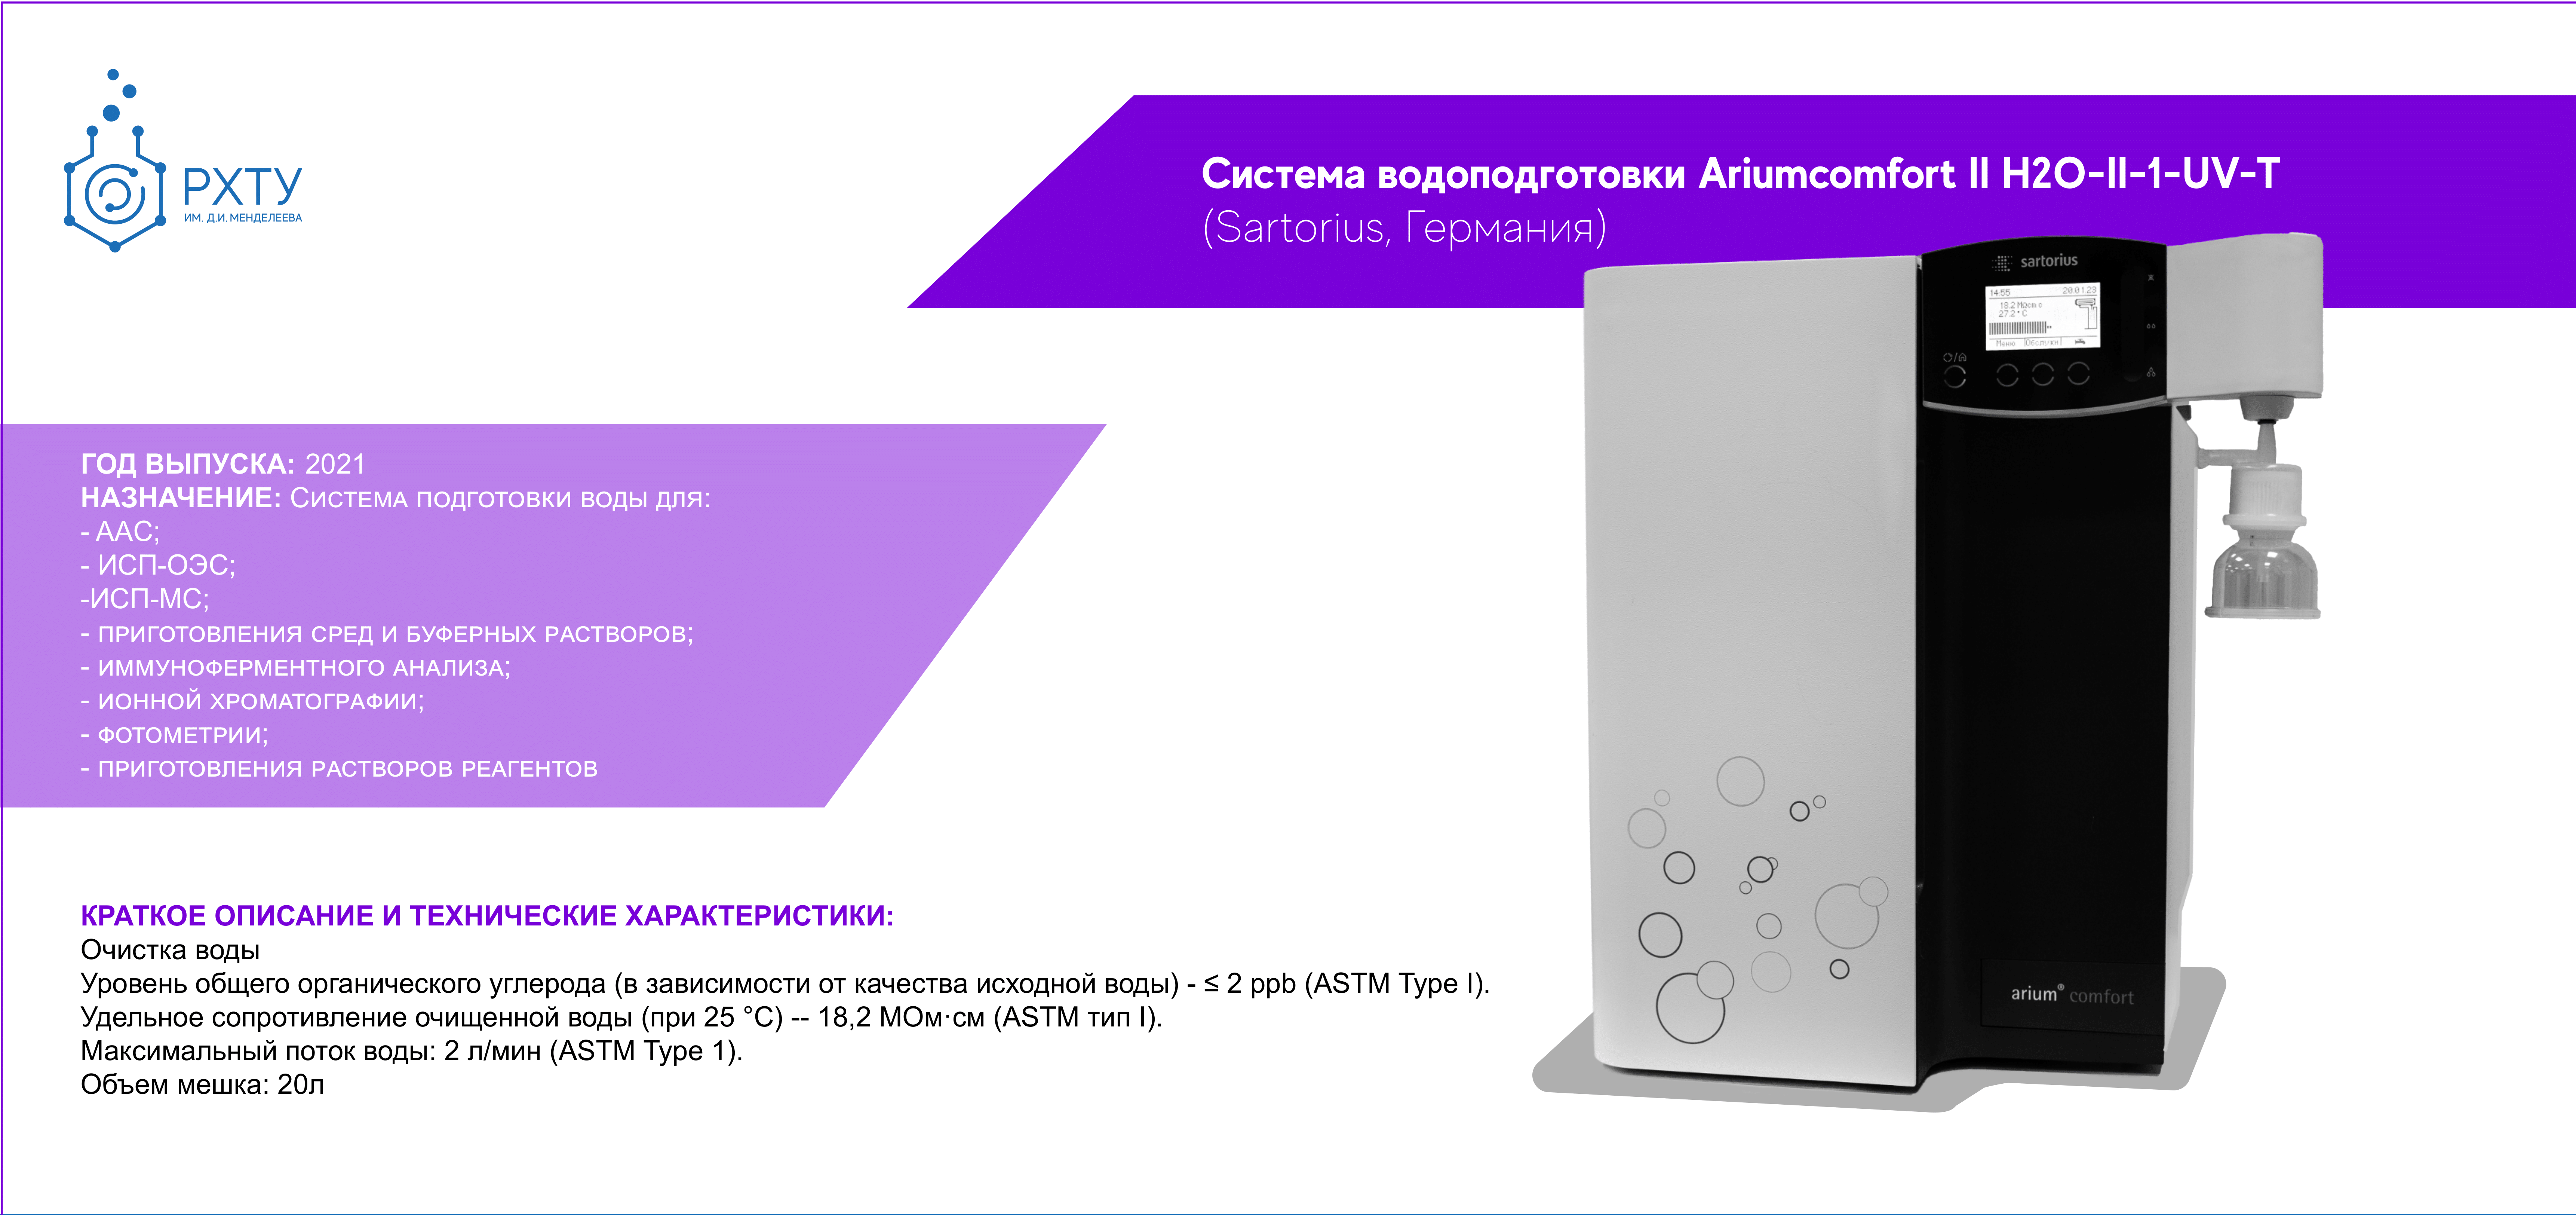 РХТУ
ИМ. Д.И. МЕНДЕЛЕЕВА
Система водоподготовки Ariumcomfort II H2O-II-1-UV-T
(Sartorius, Германия)
sartorius
14:55 20.01.23
18.2 МОсм с
27.2 ° C
Меню Обслужи
ГОД ВЫПУСКА: 2021
НАЗНАЧЕНИЕ: Система подготовки воды для:
- ААС;
- ИСП-ОЭС;
-ИСП-МС;
- приготовления сред и буферных растворов;
- иммуноферментного анализа;
- ионной хроматографии;
- фотометрии;
- приготовления растворов реагентов
КРАТКОЕ ОПИСАНИЕ И ТЕХНИЧЕСКИЕ ХАРАКТЕРИСТИКИ:
Очистка воды
Уровень общего органического углерода (в зависимости от качества исходной воды) - ≤ 2 ppb (ASTM Type I).
Удельное сопротивление очищенной воды (при 25 °C) -- 18,2 МОм·см (ASTM тип I).
Максимальный поток воды: 2 л/мин (ASTM Type 1).
Объем мешка: 20л
arium® comfort